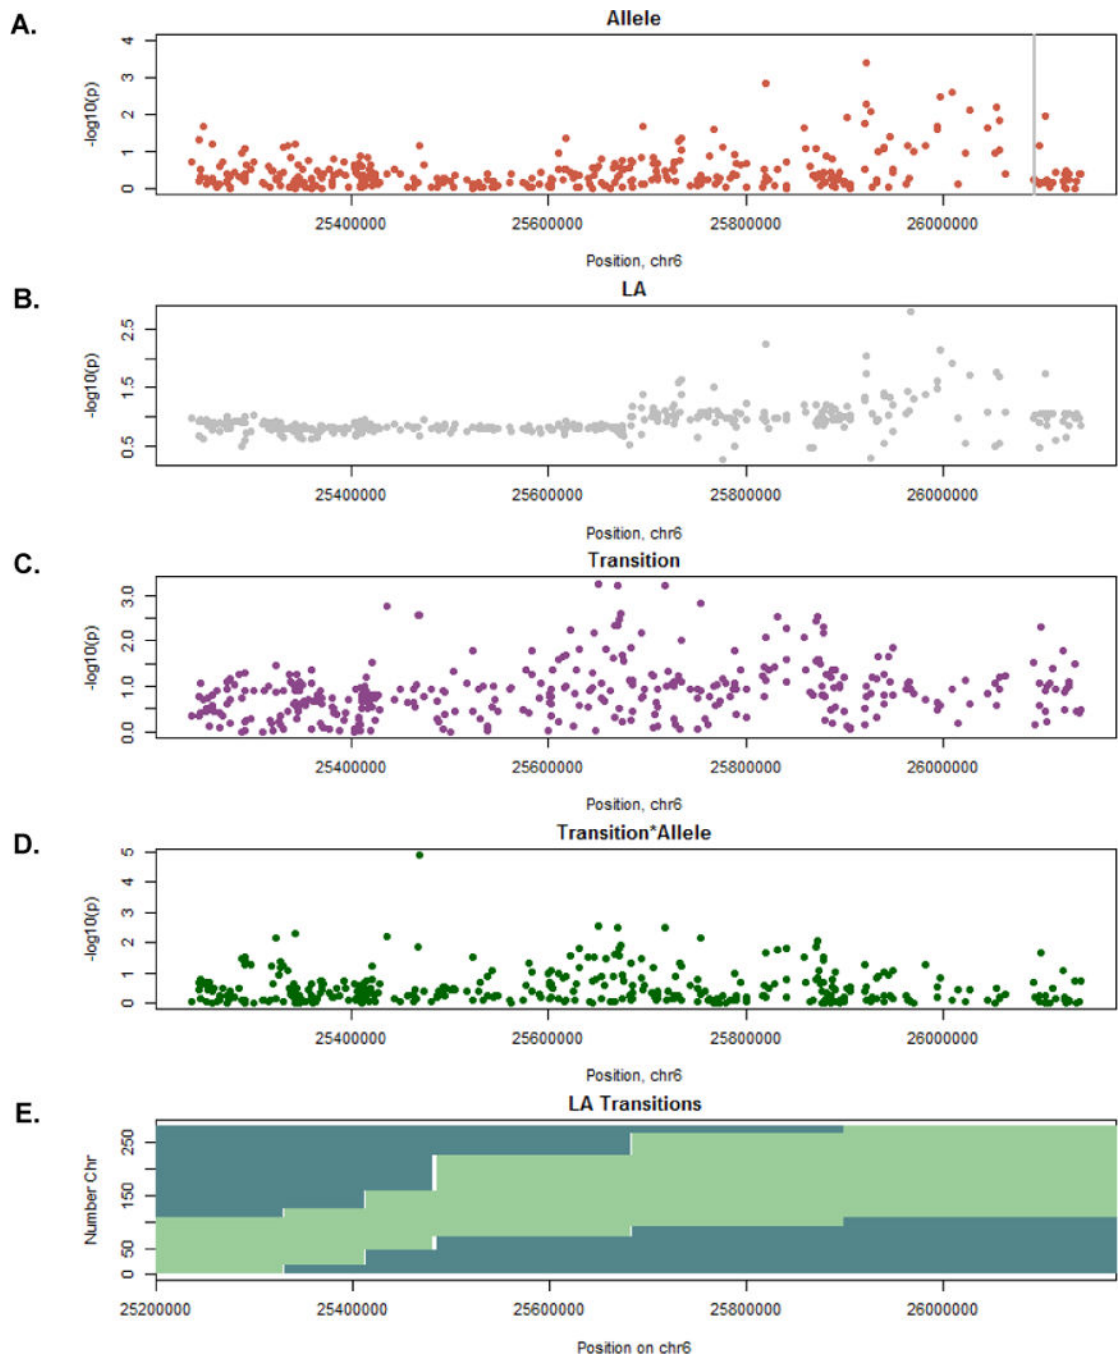 A.
Allele
4
3
2
1
0
-log10(p)
25400000 25600000 25800000 26000000
Position, chr6
B.
LA
2.5
1.5
0.5
-log10(p)
25400000 25600000 25800000 26000000
Position, chr6
C.
Transition
3.0
2.0
1.0
0.0
-log10(p)
25400000 25600000 25800000 26000000
Position, chr6
D.
Transition*Allele
5
4
3
2
1
0
-log10(p)
25400000 25600000 25800000 26000000
Position, chr6
E.
LA Transitions
250
150
50
0
Number Chr
25200000 25400000 25600000 25800000 26000000
Position on chr6